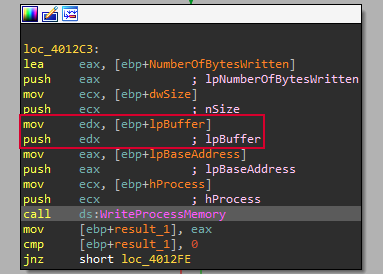 loc_4012C3:
lea     eax, [ebp+NumberOfBytesWritten]
push    eax             ; lpNumberOfBytesWritten
mov     ecx, [ebp+dwSize]
push    ecx             ; nSize
mov     edx, [ebp+lpBuffer]
push    edx             ; lpBuffer
mov     eax, [ebp+lpBaseAddress]
push    eax             ; lpBaseAddress
mov     ecx, [ebp+hProcess]
push    ecx             ; hProcess
call    ds:WriteProcessMemory
mov     [ebp+result_1], eax
cmp     [ebp+result_1], 0
jnz     short loc_4012FE